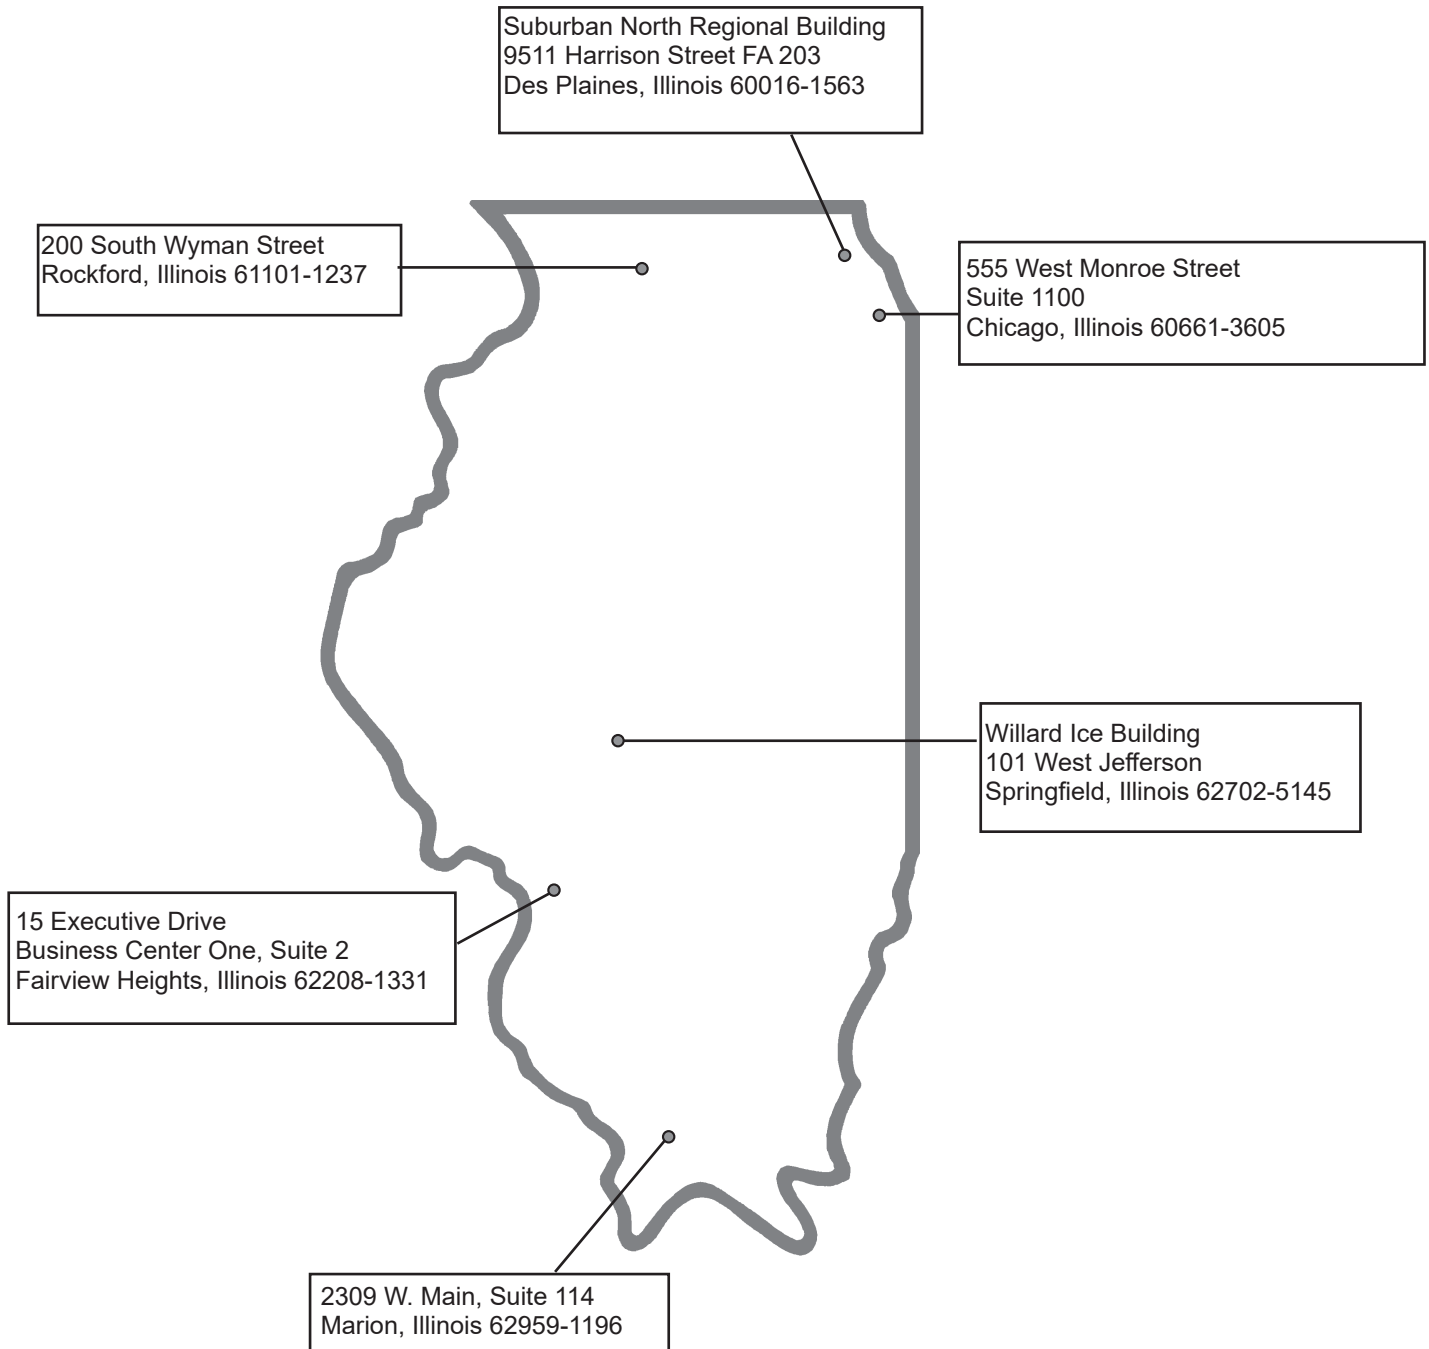 Suburban North Regional Building
9511 Harrison Street FA 203
Des Plaines, Illinois 60016-1563
200 South Wyman Street
Rockford, Illinois 61101-1237
555 West Monroe Street
Suite 1100
Chicago, Illinois 60661-3605
Willard Ice Building
101 West Jefferson
Springfield, Illinois 62702-5145
15 Executive Drive
Business Center One, Suite 2
Fairview Heights, Illinois 62208-1331
2309 W. Main, Suite 114
Marion, Illinois 62959-1196